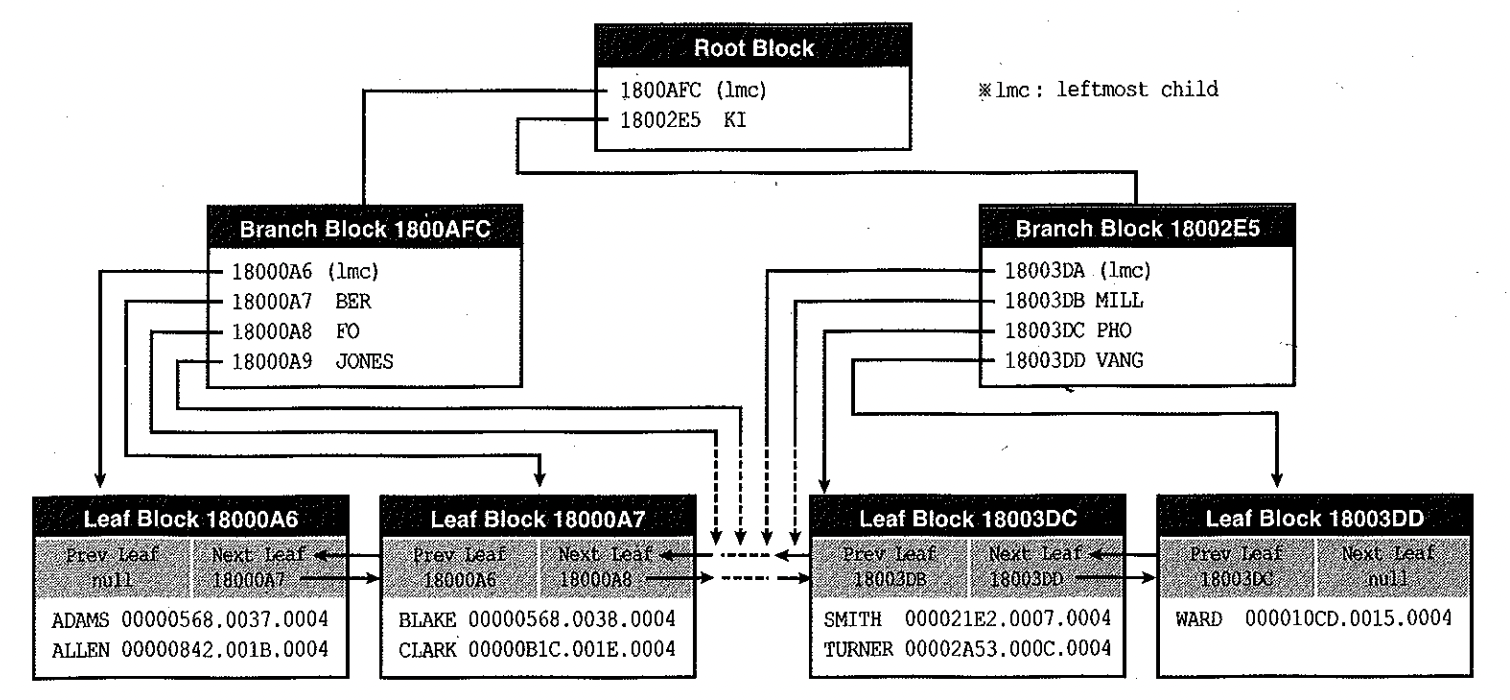 Root Block
1800AFC (lmc)
18002E5 KI
※lmc : leftmost child
Branch Block 1800AFC
18000A6 (lmc)
18000A7 BER
18000A8 FO
18000A9 JONES
Branch Block 18002E5
18003DA (lmc)
18003DB MILL
18003DC PHO
18003DD VANG
Leaf Block 18000A6
Prev Leaf Next Leaf
null 18000A7
ADAMS 00000568.0037.0004
ALLEN 00000842.001B.0004
Leaf Block 18000A7
Prev Leaf Next Leaf
18000A6 18000A8
BLAKE 00000568.0038.0004
CLARK 00000B1C.001E.0004
Leaf Block 18003DC
Prev Leaf Next Leaf
18003DB 18003DD
SMITH 000021E2.0007.0004
TURNER 00002A53.000C.0004
Leaf Block 18003DD
Prev Leaf Next Leaf
18003DC null
WARD 000010CD.0015.0004